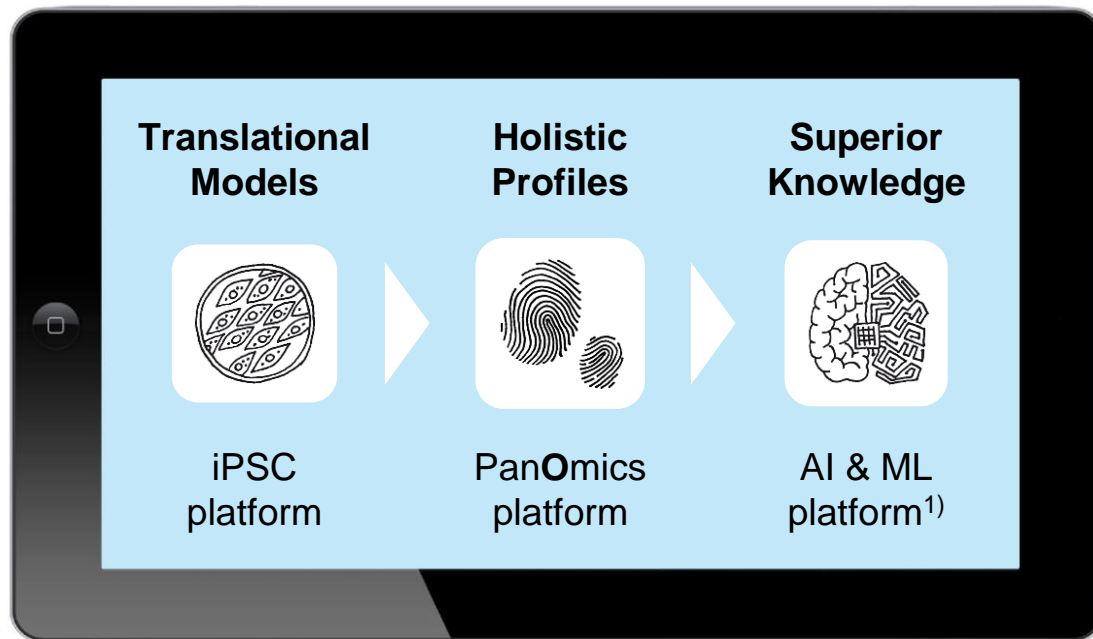 Translational
Models
Holistic
Profiles
Superior
Knowledge
iPSC
platform
PanOmics
platform
AI & ML
platform1)